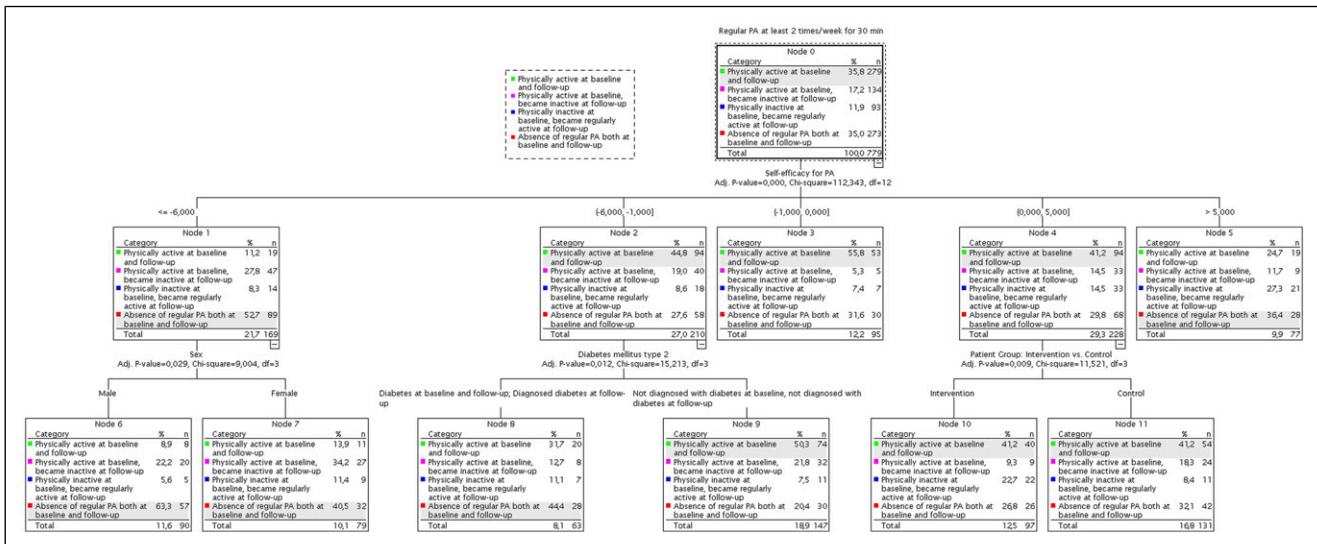 Regular PA at least 2 times/week for 30 min
Node 0
Category % n
Physically active at baseline 35,8 279
and follow-up
Physically active at baseline, 17,2 134
became inactive at follow-up
Physically inactive at 11,9 93
baseline, became regularly
active at follow-up
Absence of regular PA both at 35,0 273
baseline and follow-up
Total 100,0 779
Physically active at baseline
and follow-up
Physically active at baseline,
became inactive at follow-up
Physically inactive at
baseline, became regularly
active at follow-up
Absence of regular PA both at
baseline and follow-up
Self-efficacy for PA
Adj. P-value=0,000, Chi-square=112,343, df=12
<= -6,000
(-6,000, -1,000]
(-1,000, 0,000]
(0,000, 5,000]
> 5,000
Node 1
Category % n
Physically active at baseline 11,2 19
and follow-up
Physically active at baseline, 27,8 47
became inactive at follow-up
Physically inactive at 8,3 14
baseline, became regularly
active at follow-up
Absence of regular PA both at 52,7 89
baseline and follow-up
Total 21,7 169
Node 2
Category % n
Physically active at baseline 44,8 94
and follow-up
Physically active at baseline, 19,0 40
became inactive at follow-up
Physically inactive at 8,6 18
baseline, became regularly
active at follow-up
Absence of regular PA both at 27,6 58
baseline and follow-up
Total 27,0 210
Node 3
Category % n
Physically active at baseline 55,8 53
and follow-up
Physically active at baseline, 5,3 5
became inactive at follow-up
Physically inactive at 7,4 7
baseline, became regularly
active at follow-up
Absence of regular PA both at 31,6 30
baseline and follow-up
Total 12,2 95
Node 4
Category % n
Physically active at baseline 41,2 94
and follow-up
Physically active at baseline, 14,5 33
became inactive at follow-up
Physically inactive at 14,5 33
baseline, became regularly
active at follow-up
Absence of regular PA both at 29,8 68
baseline and follow-up
Total 29,3 228
Node 5
Category % n
Physically active at baseline 24,7 19
and follow-up
Physically active at baseline, 11,7 9
became inactive at follow-up
Physically inactive at 27,3 21
baseline, became regularly
active at follow-up
Absence of regular PA both at 36,4 28
baseline and follow-up
Total 9,9 77
Sex
Adj. P-value=0,029, Chi-square=9,004, df=3
Diabetes mellitus type 2
Adj. P-value=0,012, Chi-square=15,213, df=3
Patient Group: Intervention vs. Control
Adj. P-value=0,009, Chi-square=11,521, df=3
Male
Female
Diabetes at baseline and follow-up; Diagnosed diabetes at follow-
up
Not diagnosed with diabetes at baseline, not diagnosed with
diabetes at follow-up
Intervention
Control
Node 6
Category % n
Physically active at baseline 8,9 8
and follow-up
Physically active at baseline, 22,2 20
became inactive at follow-up
Physically inactive at 5,6 5
baseline, became regularly
active at follow-up
Absence of regular PA both at 63,3 57
baseline and follow-up
Total 11,6 90
Node 7
Category % n
Physically active at baseline 13,9 11
and follow-up
Physically active at baseline, 34,2 27
became inactive at follow-up
Physically inactive at 11,4 9
baseline, became regularly
active at follow-up
Absence of regular PA both at 40,5 32
baseline and follow-up
Total 10,1 79
Node 8
Category % n
Physically active at baseline 31,7 20
and follow-up
Physically active at baseline, 12,7 8
became inactive at follow-up
Physically inactive at 11,1 7
baseline, became regularly
active at follow-up
Absence of regular PA both at 44,4 28
baseline and follow-up
Total 8,1 63
Node 9
Category % n
Physically active at baseline 50,3 74
and follow-up
Physically active at baseline, 21,8 32
became inactive at follow-up
Physically inactive at 7,5 11
baseline, became regularly
active at follow-up
Absence of regular PA both at 20,4 30
baseline and follow-up
Total 18,9 147
Node 10
Category % n
Physically active at baseline 41,2 40
and follow-up
Physically active at baseline, 9,3 9
became inactive at follow-up
Physically inactive at 22,7 22
baseline, became regularly
active at follow-up
Absence of regular PA both at 26,8 26
baseline and follow-up
Total 12,5 97
Node 11
Category % n
Physically active at baseline 41,2 54
and follow-up
Physically active at baseline, 18,3 24
became inactive at follow-up
Physically inactive at 8,4 11
baseline, became regularly
active at follow-up
Absence of regular PA both at 32,1 42
baseline and follow-up
Total 16,8 131